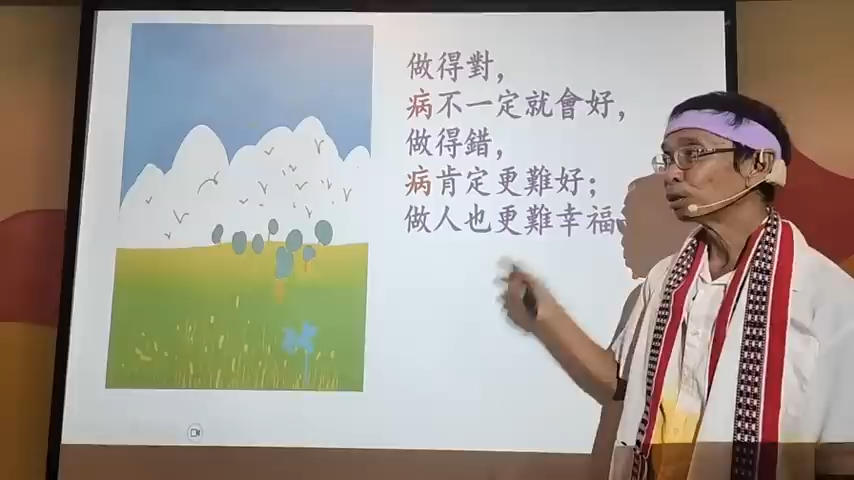 做得對,
病不一定就會好,
做得錯,
病肯定更難好;
做人也更難幸福